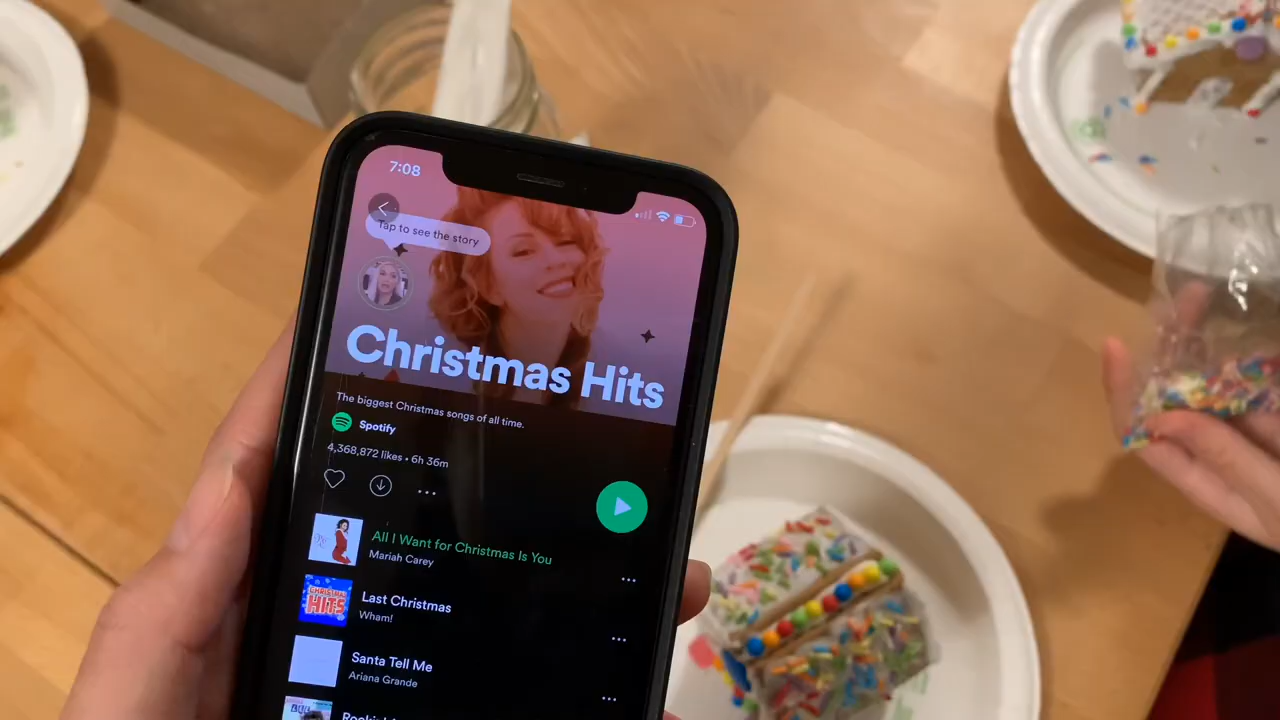 7:08
Tap to see the story
Christmas Hits
The biggest Christmas songs of all time.
Spotify
4,368,872 likes • 6h 36m
All I Want for Christmas Is You
Mariah Carey
CHRISTMAS
HITS
Last Christmas
Wham!
Santa Tell Me
Ariana Grande